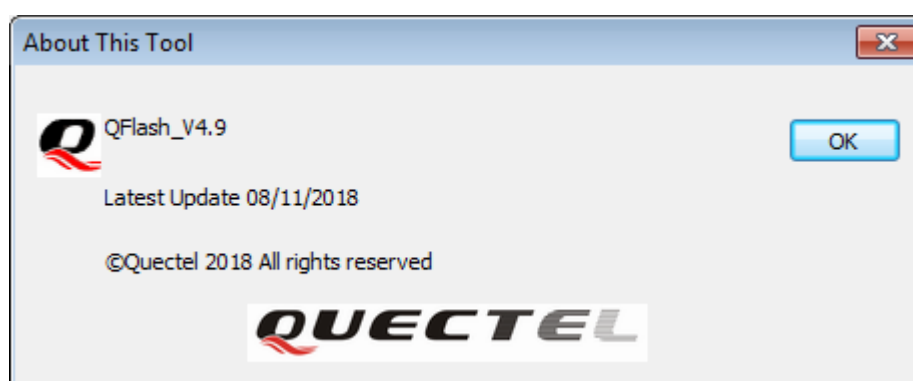 About This Tool
QFlash_V4.9
OK
Latest Update 08/11/2018
©Quectel 2018 All rights reserved
QUECTEL